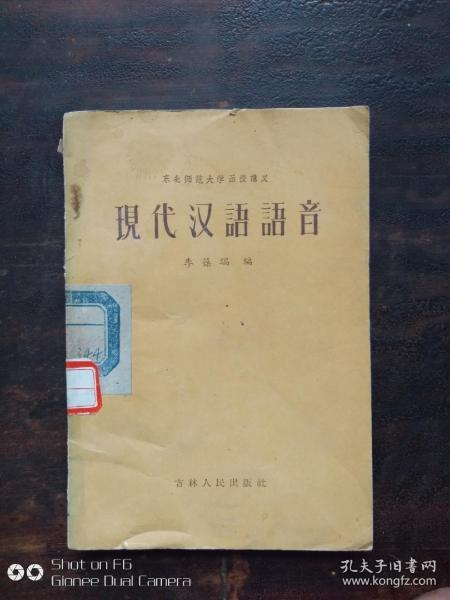 东北师范大学函授讲义
現代汉語語音
李葆瑞 编
344
吉林人民出版社
Shot on F6
Gionee Dual Camera
孔夫子旧书网
www.kongfz.com